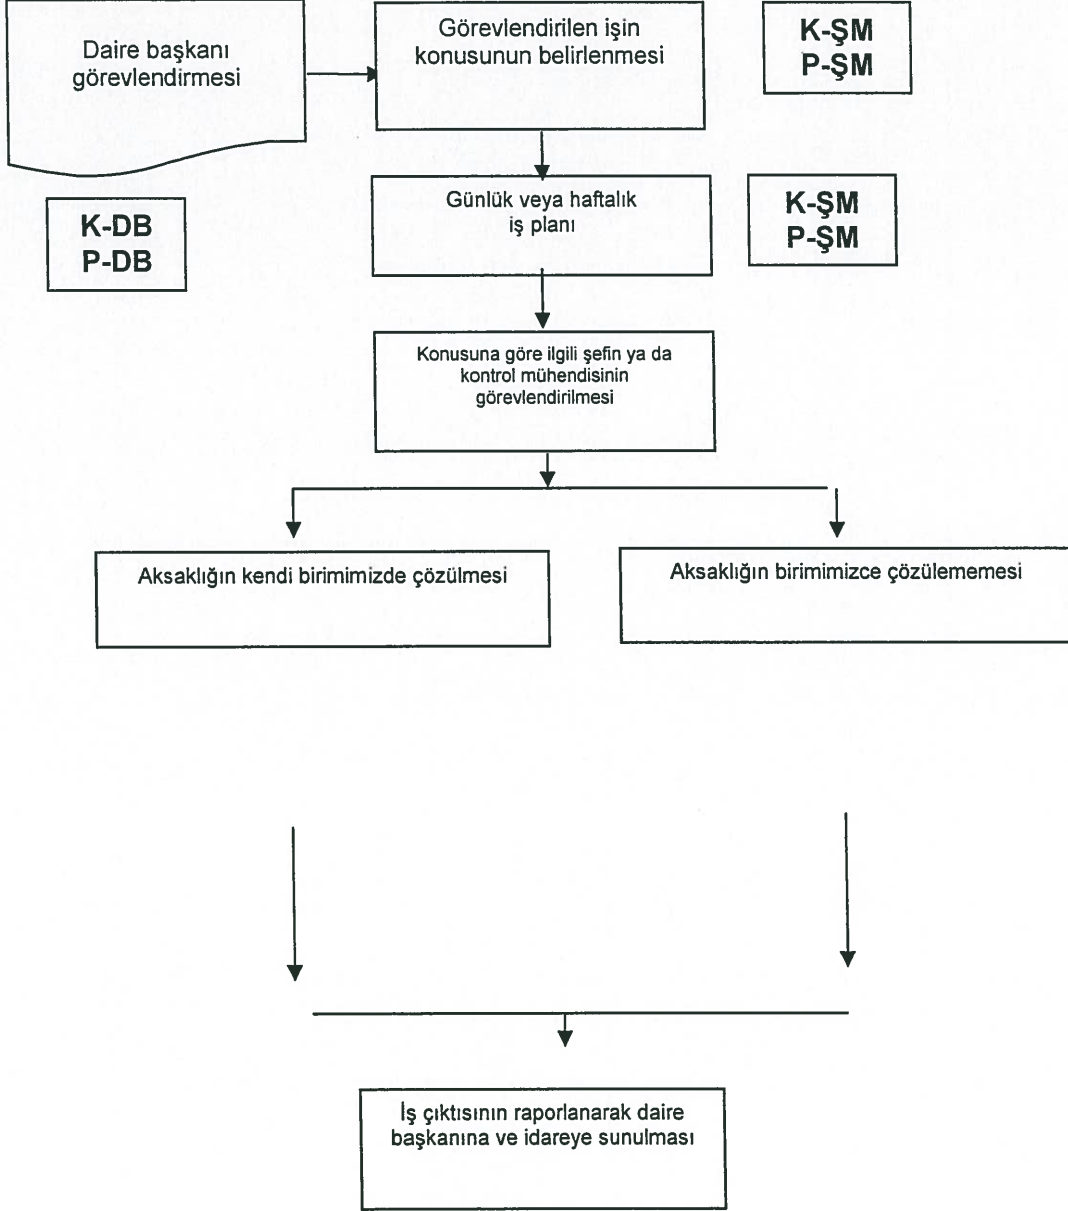 Daire başkanı
görevlendirmesi
Görevlendirilen işin
konusunun belirlenmesi
K-ŞM
P-ŞM
K-DB
P-DB
Günlük veya haftalık
iş planı
K-ŞM
P-ŞM
Konusuna göre ilgili şefin ya da
kontrol mühendisinin
görevlendirilmesi
Aksaklığın kendi birimimizde çözülmesi
Aksaklığın birimimizce çözülememesi
İş çıktısının raporlanarak daire
başkanına ve idareye sunulması